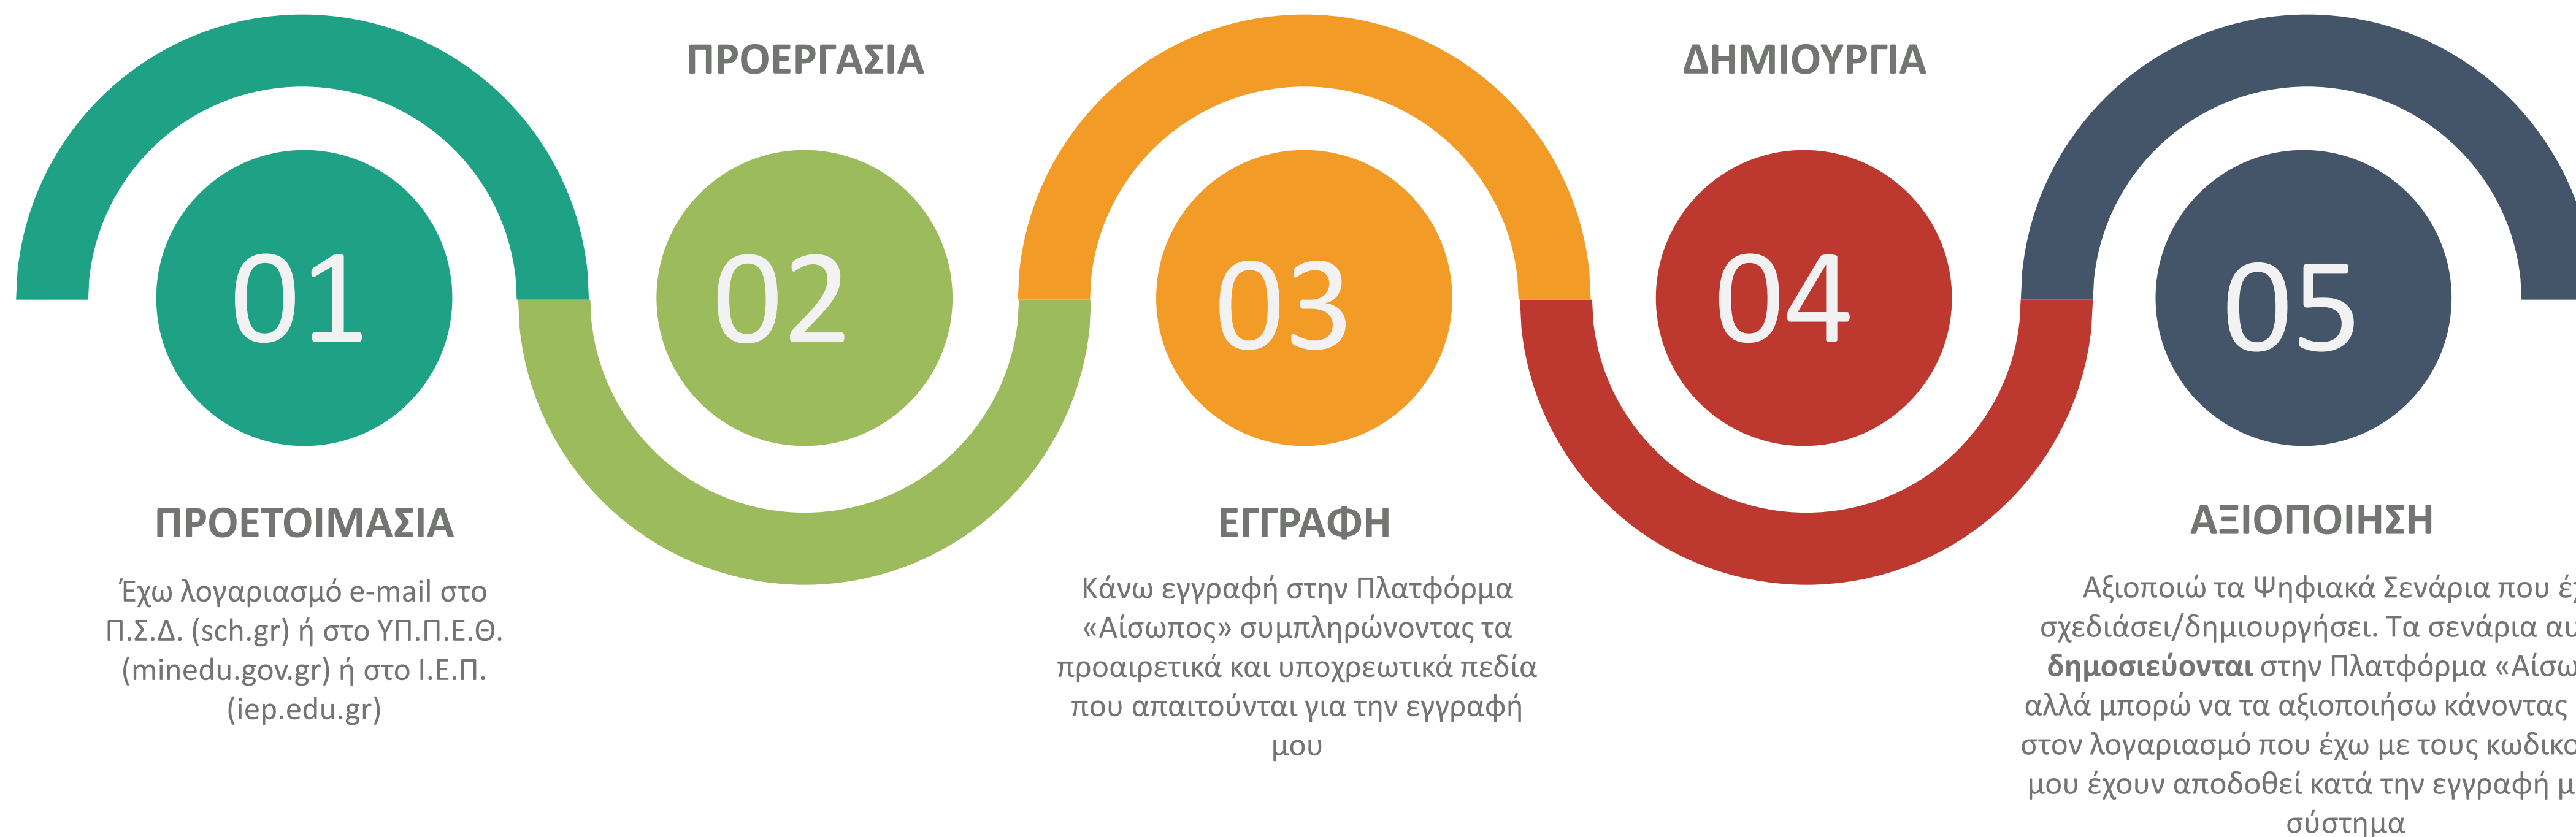 01
ΠΡΟΕΤΟΙΜΑΣΙΑ
Έχω λογαριασμό e-mail στο
Π.Σ.Δ. (sch.gr) ή στο ΥΠ.Π.Ε.Θ.
(minedu.gov.gr) ή στο Ι.Ε.Π.
(iep.edu.gr)
ΠΡΟΕΡΓΑΣΙΑ
02
03
ΕΓΓΡΑΦΗ
Κάνω εγγραφή στην Πλατφόρμα
«Αίσωπος» συμπληρώνοντας τα
προαιρετικά και υποχρεωτικά πεδία
που απαιτούνται για την εγγραφή
μου
ΔΗΜΙΟΥΡΓΙΑ
04
05
ΑΞΙΟΠΟΙΗΣΗ
Αξιοποιώ τα Ψηφιακά Σενάρια που
σχεδιάσει/δημιουργήσει. Τα σενάρια
δημοσιεύονται στην Πλατφόρμα
αλλά μπορώ να τα αξιοποιήσω κάνοντας
στον λογαριασμό που έχω με τους
μου έχουν αποδοθεί κατά την εγγραφή
σύστημα